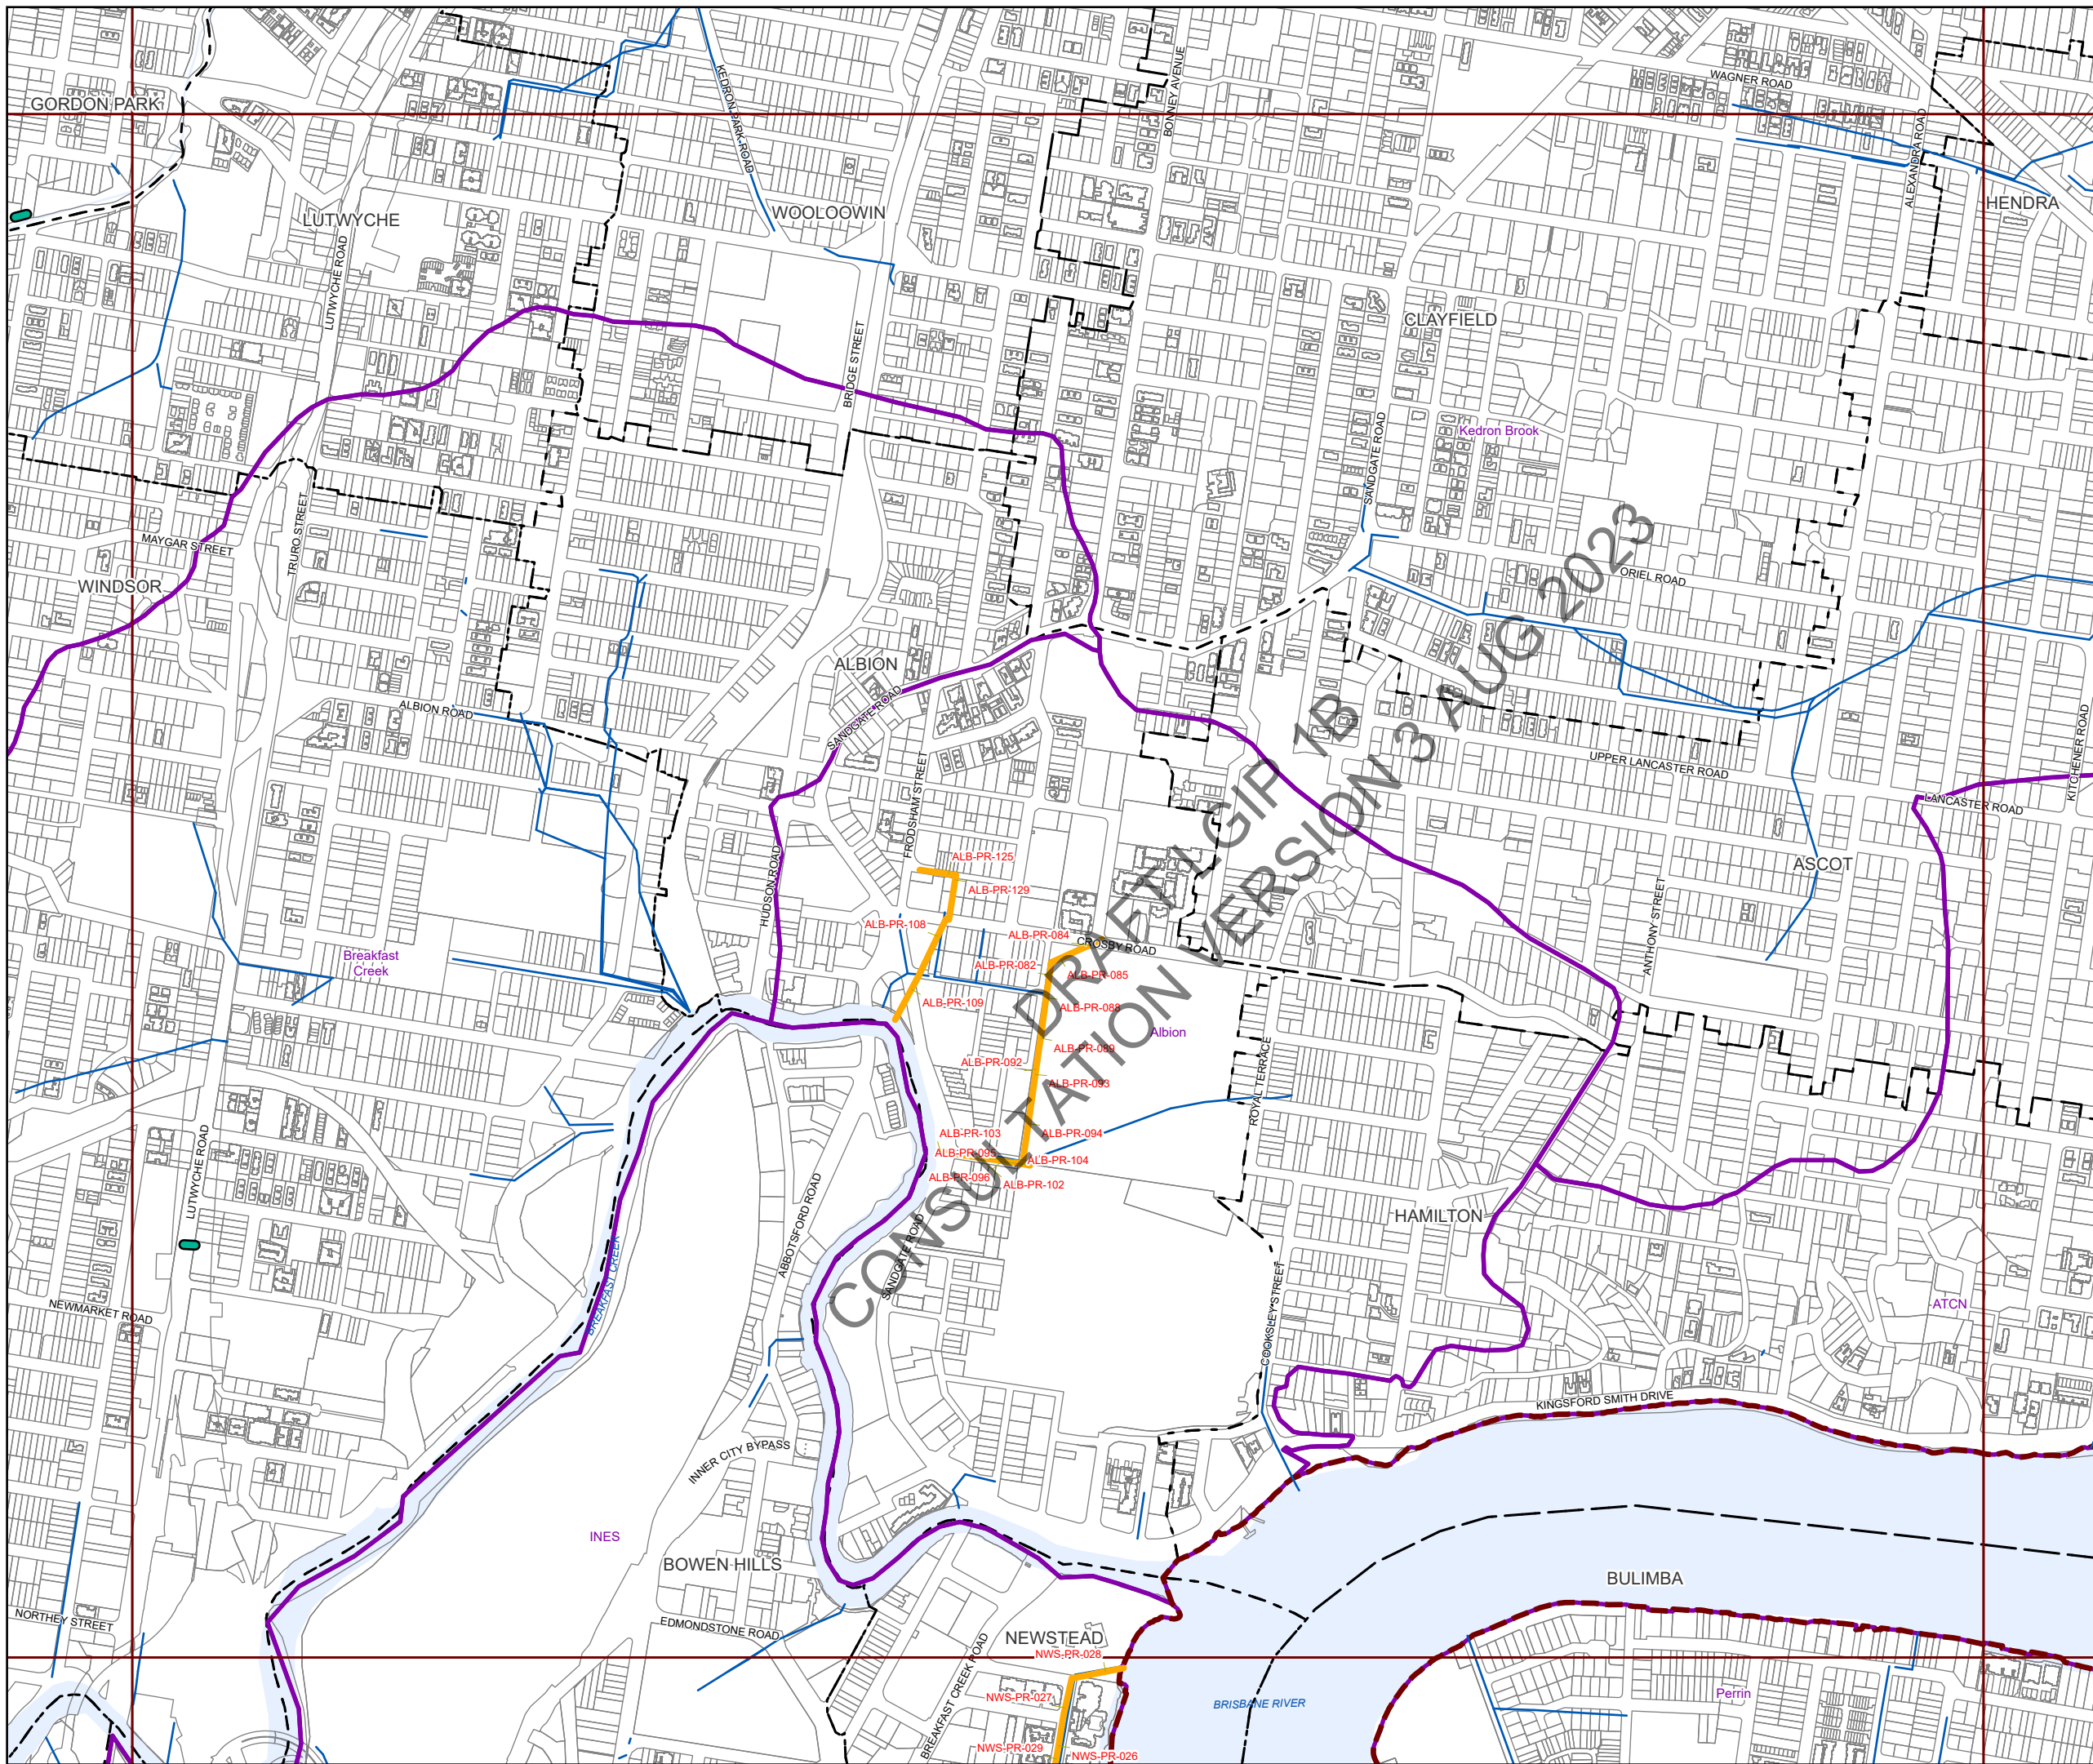 WAGNER ROAD
BONNEY AVENUE
KEDRON PARK ROAD
GORDON PARK
ALEXANDRA ROAD
HENDRA
LUTWYCHE
WOOLOOWIN
LUTWYCHE ROAD
CLAYFIELD
BRIDGE STREET
Kedron Brook
SANDGATE ROAD
TRURO STREET
MAYGAR STREET
ORIEL ROAD
WINDSOR
ALBION
ALBION ROAD
SANDGATE ROAD
UPPER LANCASTER ROAD
KITCHENER ROAD
LANCASTER ROAD
FRODSHAM STREET
HUDSON ROAD
ALB-PR-125
ASCOT
ALB-PR-129
ALB-PR-108
ALB-PR-084
CROSBY ROAD
ANTHONY STREET
Breakfast
Creek
ALB-PR-082
ALB-PR-085
ALB-PR-109
ALB-PR-088
Albion
ALB-PR-089
ALB-PR-092
ALB-PR-093
ROYAL TERRACE
ALB-PR-103
ALB-PR-094
ALB-PR-095
ALB-PR-104
ALB-PR-096
ALB-PR-102
LUTWYCHE ROAD
ABBOTSFORD ROAD
SANDGATE ROAD
HAMILTON
BREAKFAST CREEK
COOKSLEY STREET
NEWMARKET ROAD
ATCN
KINGSFORD SMITH DRIVE
INNER CITY BYPASS
INES
BOWEN HILLS
BULIMBA
NORTHEY STREET
EDMONDSTONE ROAD
NEWSTEAD
NWS-PR-028
BREAKFAST CREEK ROAD
NWS-PR-027
BRISBANE RIVER
Perrin
NWS-PR-029
NWS-PR-026
DRAFT LGIP 1B
CONSULTATION VERSION 3 AUG 2023